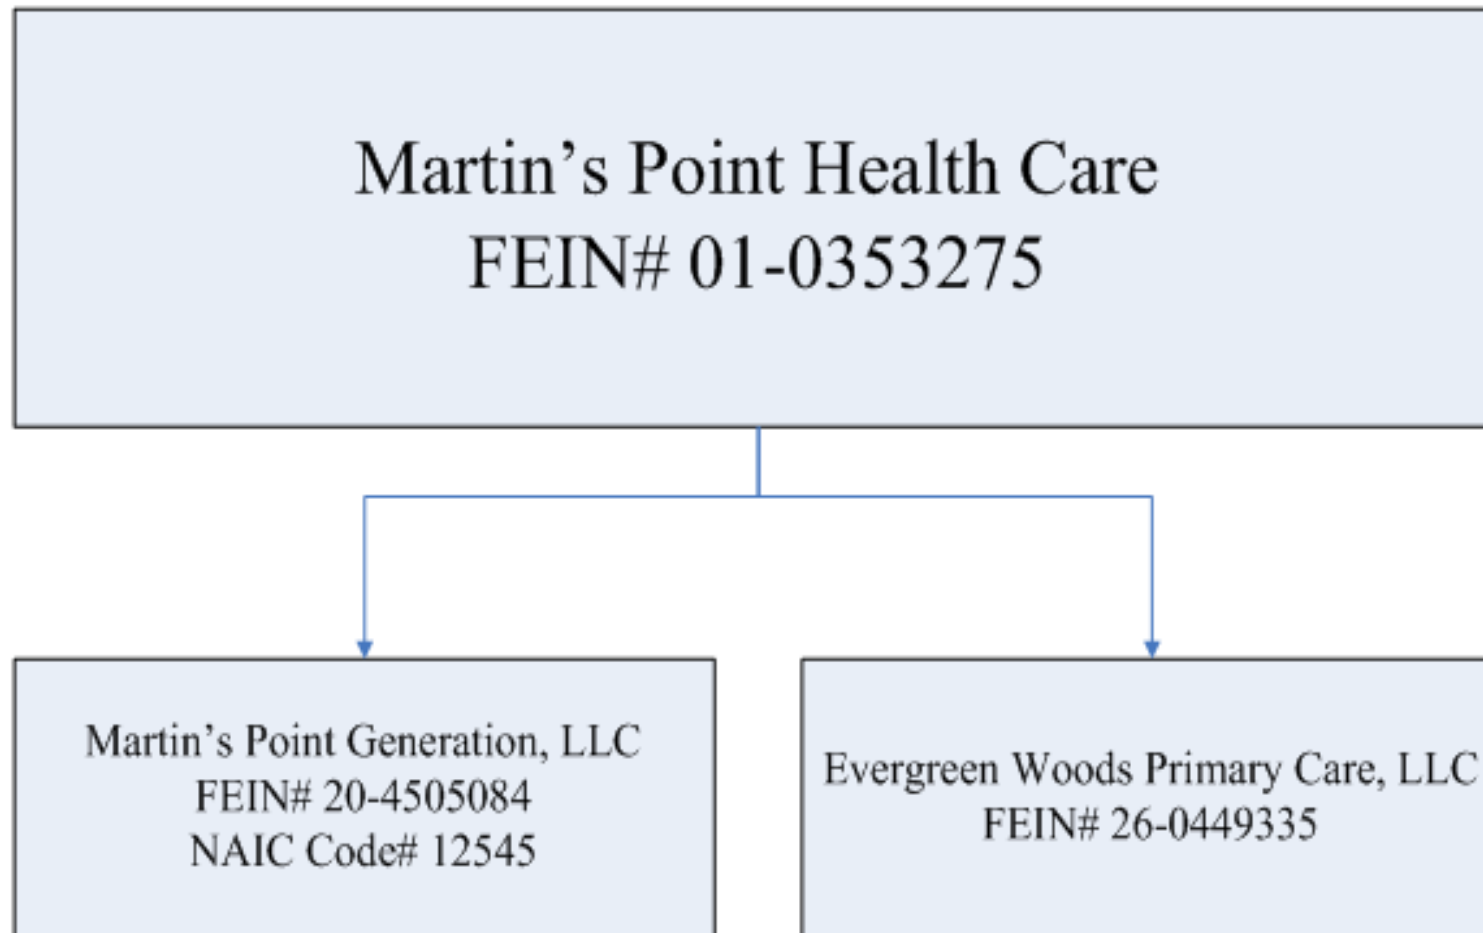 Martin’s Point Health Care
FEIN# 01-0353275
Martin’s Point Generation, LLC
FEIN# 20-4505084
NAIC Code# 12545
Evergreen Woods Primary Care, LLC
FEIN# 26-0449335